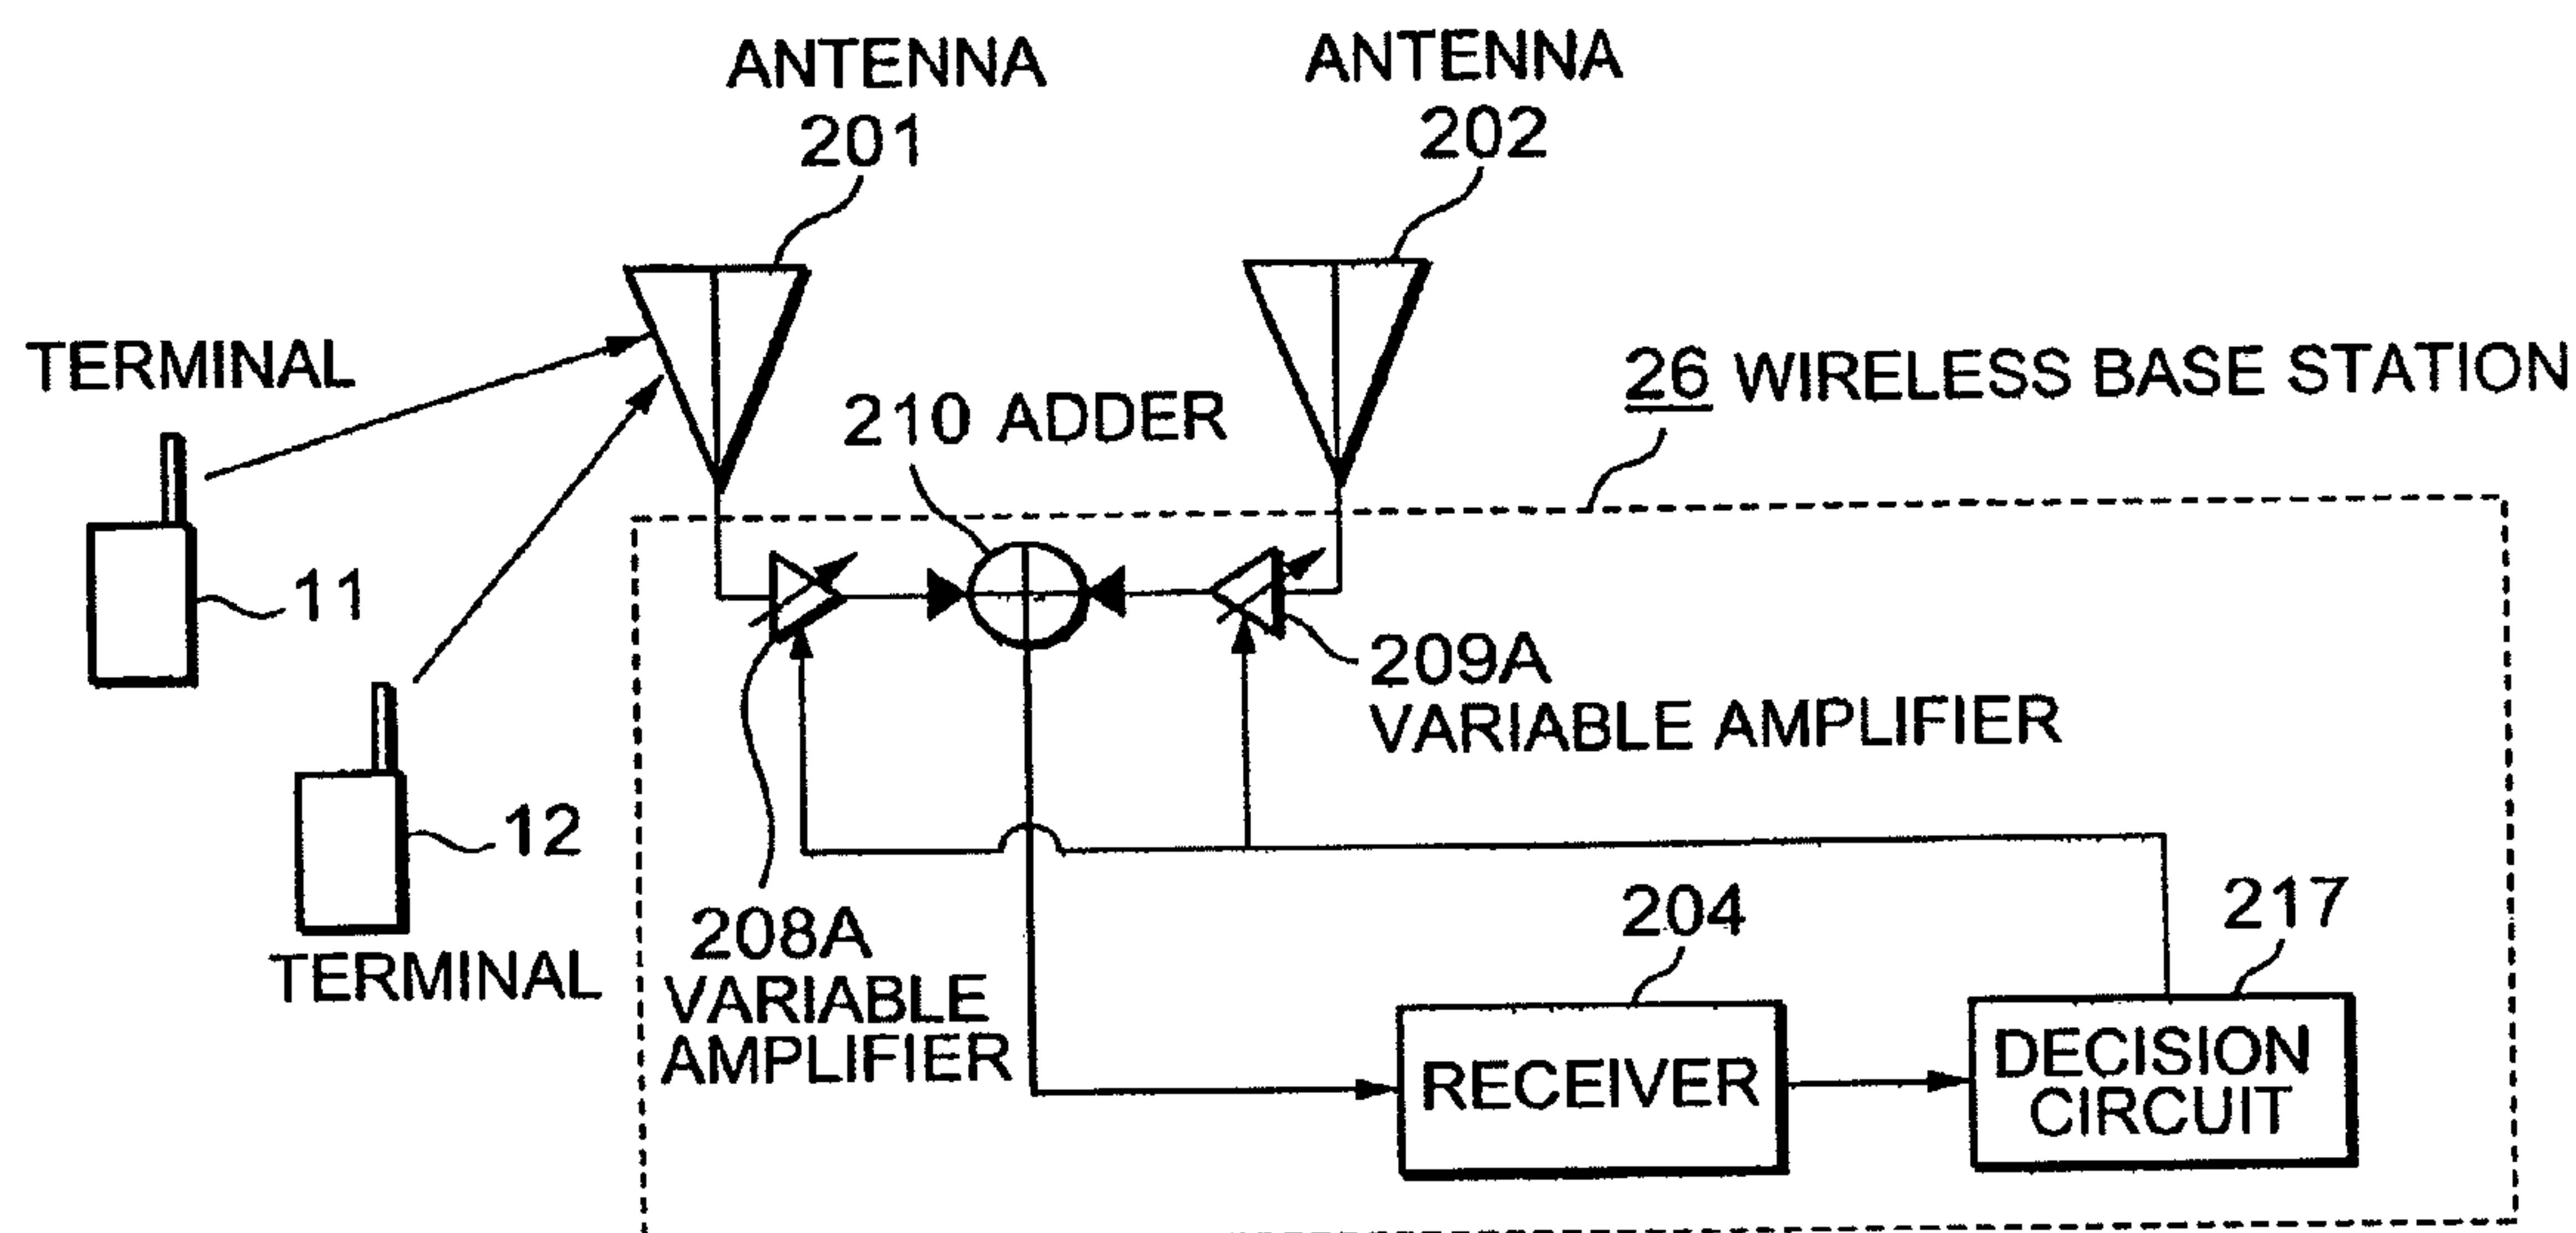 ANTENNA
201
ANTENNA
202
TERMINAL
26 WIRELESS BASE STATION
210 ADDER
11
209A
VARIABLE AMPLIFIER
12
TERMINAL
208A
VARIABLE
AMPLIFIER
204
217
RECEIVER
DECISION
CIRCUIT